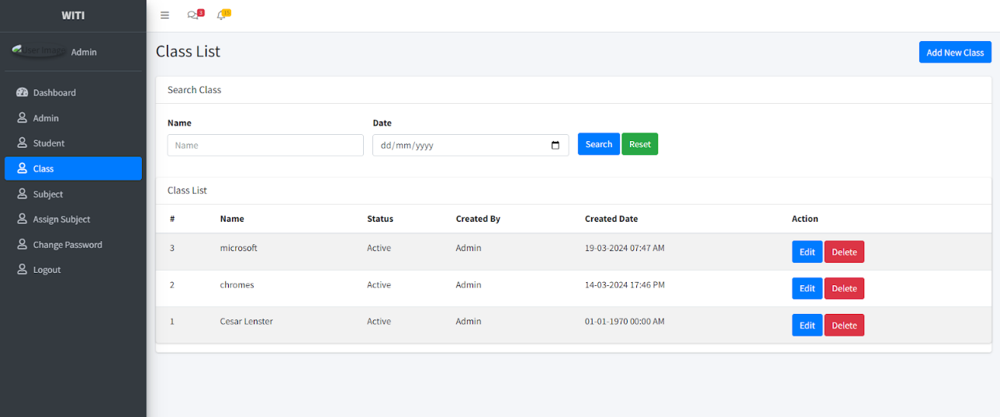 WITI
3
15
User Image
Admin
Class List
Add New Class
Dashboard
Admin
Student
Class
Subject
Assign Subject
Change Password
Logout
Search Class
Name
Date
Name
dd/mm/yyyy
Search
Reset
Class List
# Name Status Created By Created Date Action
3 microsoft Active Admin 19-03-2024 07:47 AM Edit Delete
2 chromes Active Admin 14-03-2024 17:46 PM Edit Delete
1 Cesar Lenster Active Admin 01-01-1970 00:00 AM Edit Delete